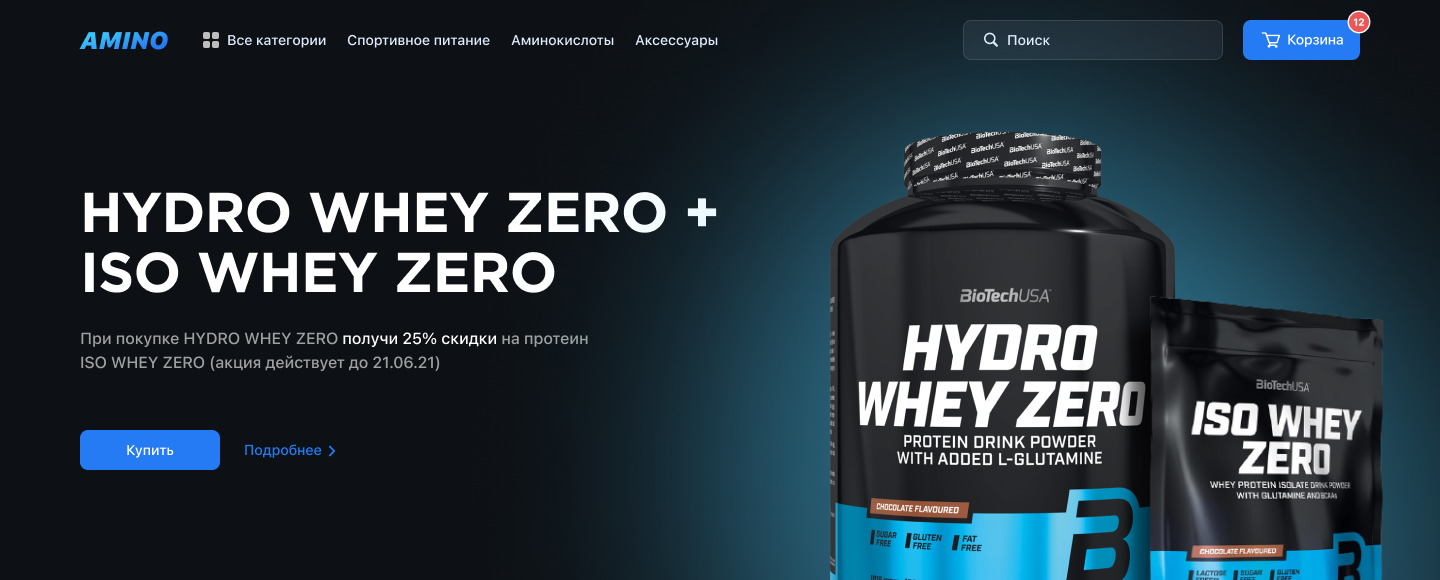 AMINO
Все категории
Спортивное питание
Аминокислоты
Аксессуары
Поиск
Корзина
12
HYDRO WHEY ZERO +
ISO WHEY ZERO
При покупке HYDRO WHEY ZERO получи 25% скидки на протеин
ISO WHEY ZERO (акция действует до 21.06.21)
Купить
Подробнее
BioTechUSA
HYDRO
WHEY ZERO
PROTEIN DRINK POWDER
WITH ADDED L-GLUTAMINE
CHOCOLATE FLAVOURED
SUGAR
FREE
GLUTEN
FREE
FAT
FREE
B
BioTechUSA
ISO WHEY
ZERO
WHEY PROTEIN ISOLATE DRINK POWDER
WITH GLUTAMINE AND BCAAs
CHOCOLATE FLAVOURED
LACTOSE
SUGAR
GLUTEN
B